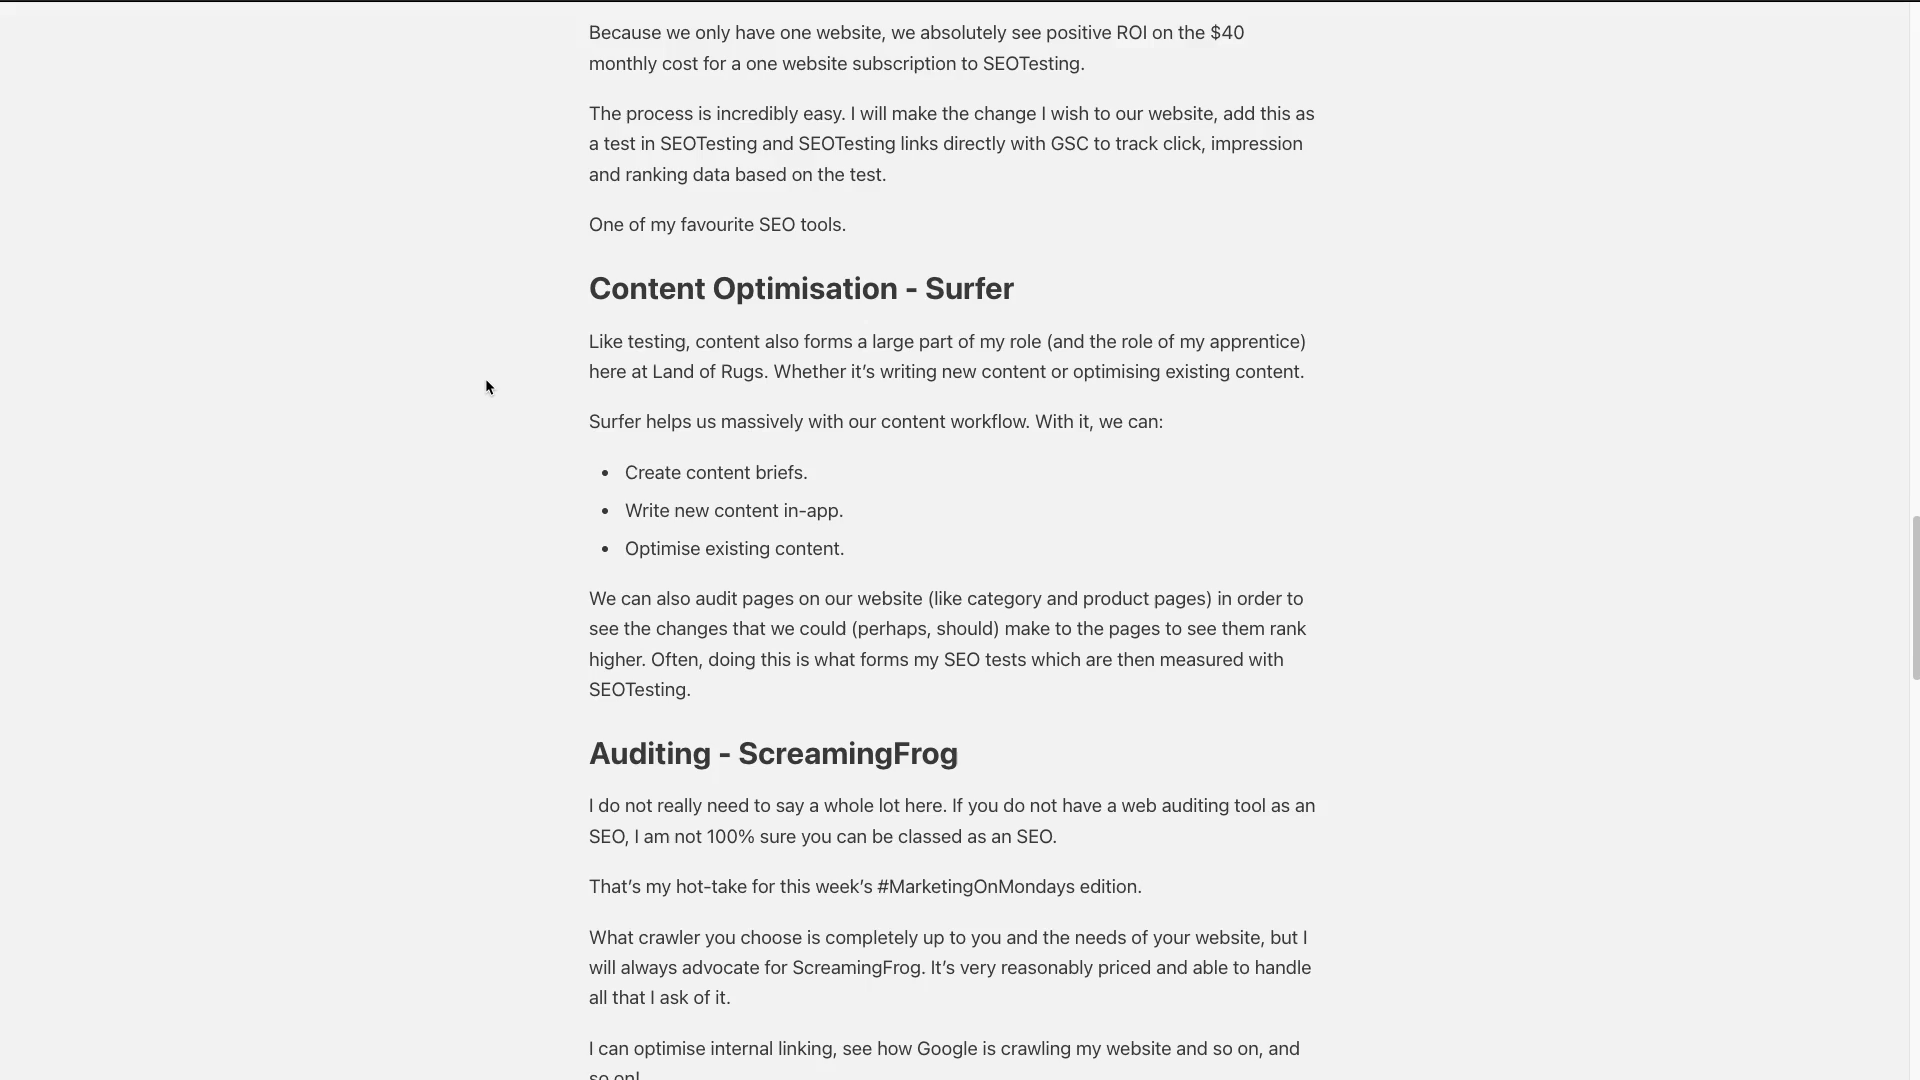 Because we only have one website, we absolutely see positive ROI on the $40
monthly cost for a one website subscription to SEOTesting.
The process is incredibly easy. I will make the change I wish to our website, add this as
a test in SEOTesting and SEOTesting links directly with GSC to track click, impression
and ranking data based on the test.
One of my favourite SEO tools.
Content Optimisation - Surfer
Like testing, content also forms a large part of my role (and the role of my apprentice)
here at Land of Rugs. Whether it’s writing new content or optimising existing content.
Surfer helps us massively with our content workflow. With it, we can:
• Create content briefs.
• Write new content in-app.
• Optimise existing content.
We can also audit pages on our website (like category and product pages) in order to
see the changes that we could (perhaps, should) make to the pages to see them rank
higher. Often, doing this is what forms my SEO tests which are then measured with
SEOTesting.
Auditing - ScreamingFrog
I do not really need to say a whole lot here. If you do not have a web auditing tool as an
SEO, I am not 100% sure you can be classed as an SEO.
That’s my hot-take for this week’s #MarketingOnMondays edition.
What crawler you choose is completely up to you and the needs of your website, but I
will always advocate for ScreamingFrog. It’s very reasonably priced and able to handle
all that I ask of it.
I can optimise internal linking, see how Google is crawling my website and so on, and
so on!